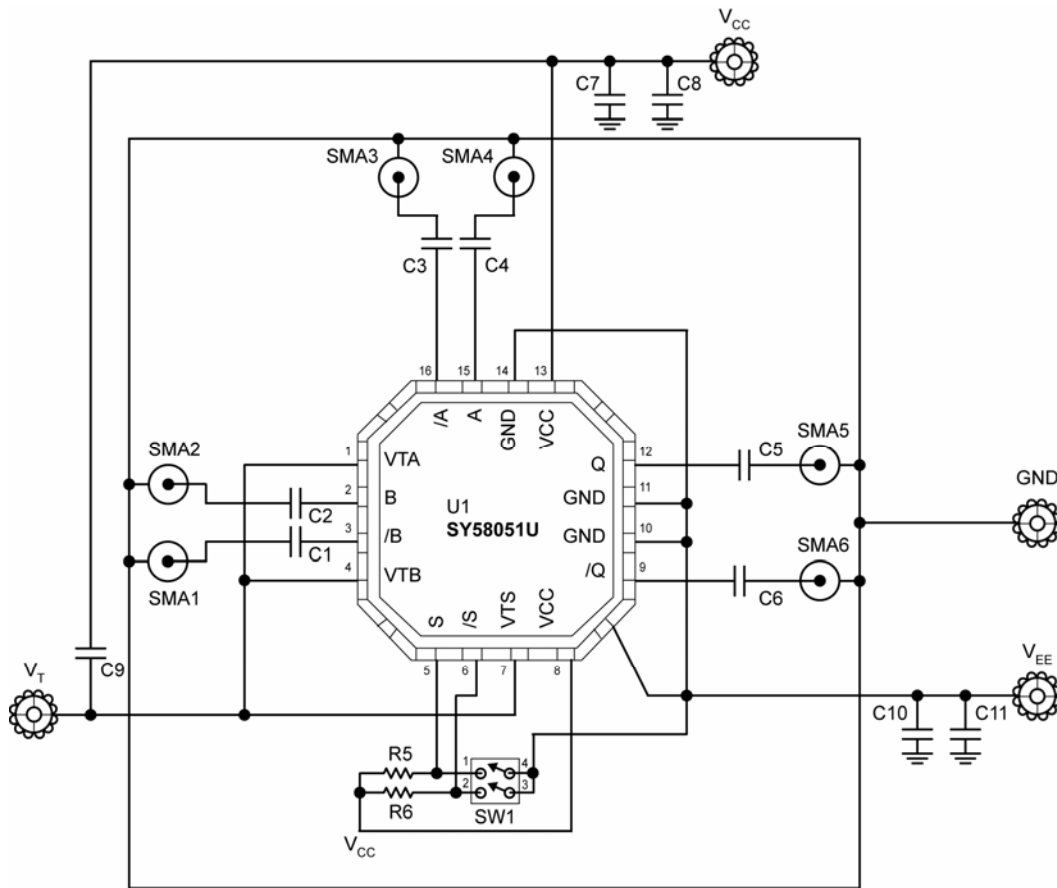 VCC
C7
C8
SMA3
SMA4
C3
C4
16
15
14
13
/A
A
GND
VCC
SMA2
1
VTA
12
Q
C5
SMA5
2
B
C2
11
GND
GND
U1
SY58051U
3
/B
C1
10
GND
SMA1
4
VTB
9
/Q
C6
SMA6
S
/S
VTS
VCC
5
6
7
8
C9
VT
VEE
C10
C11
R5
1
4
2
3
R6
SW1
VCC